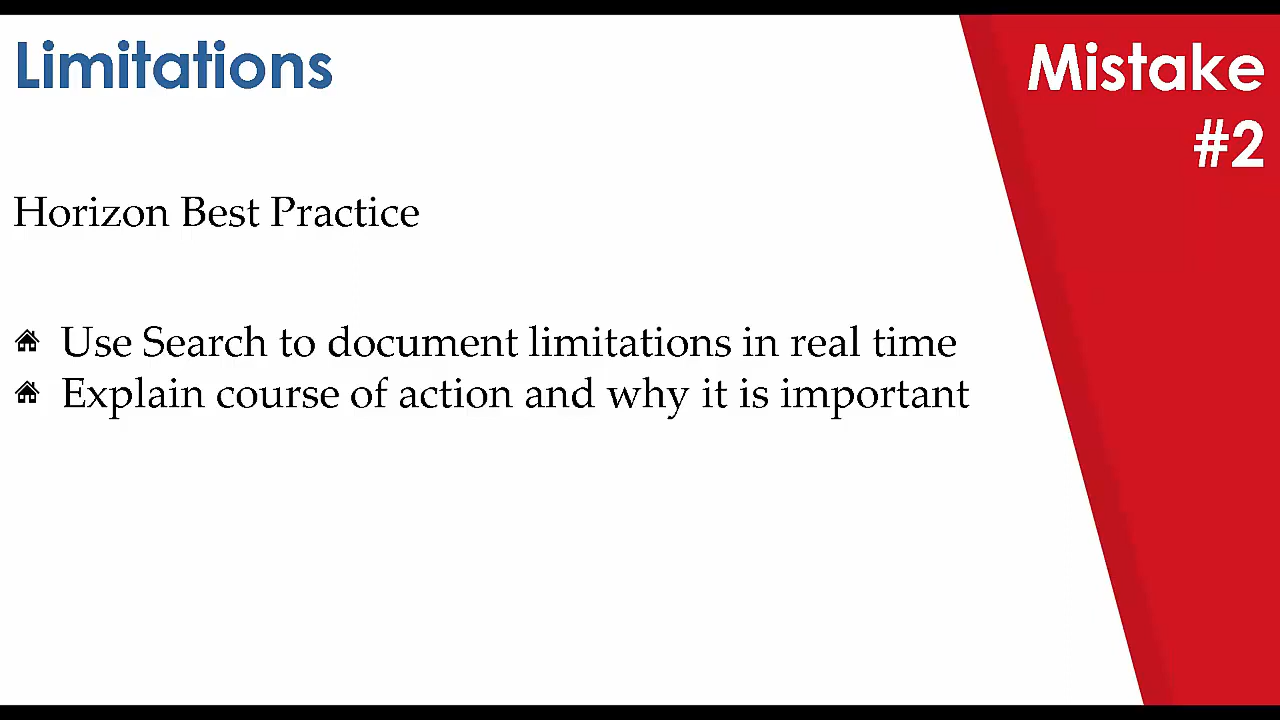 Limitations
Mistake
#2
Horizon Best Practice
Use Search to document limitations in real time
Explain course of action and why it is important